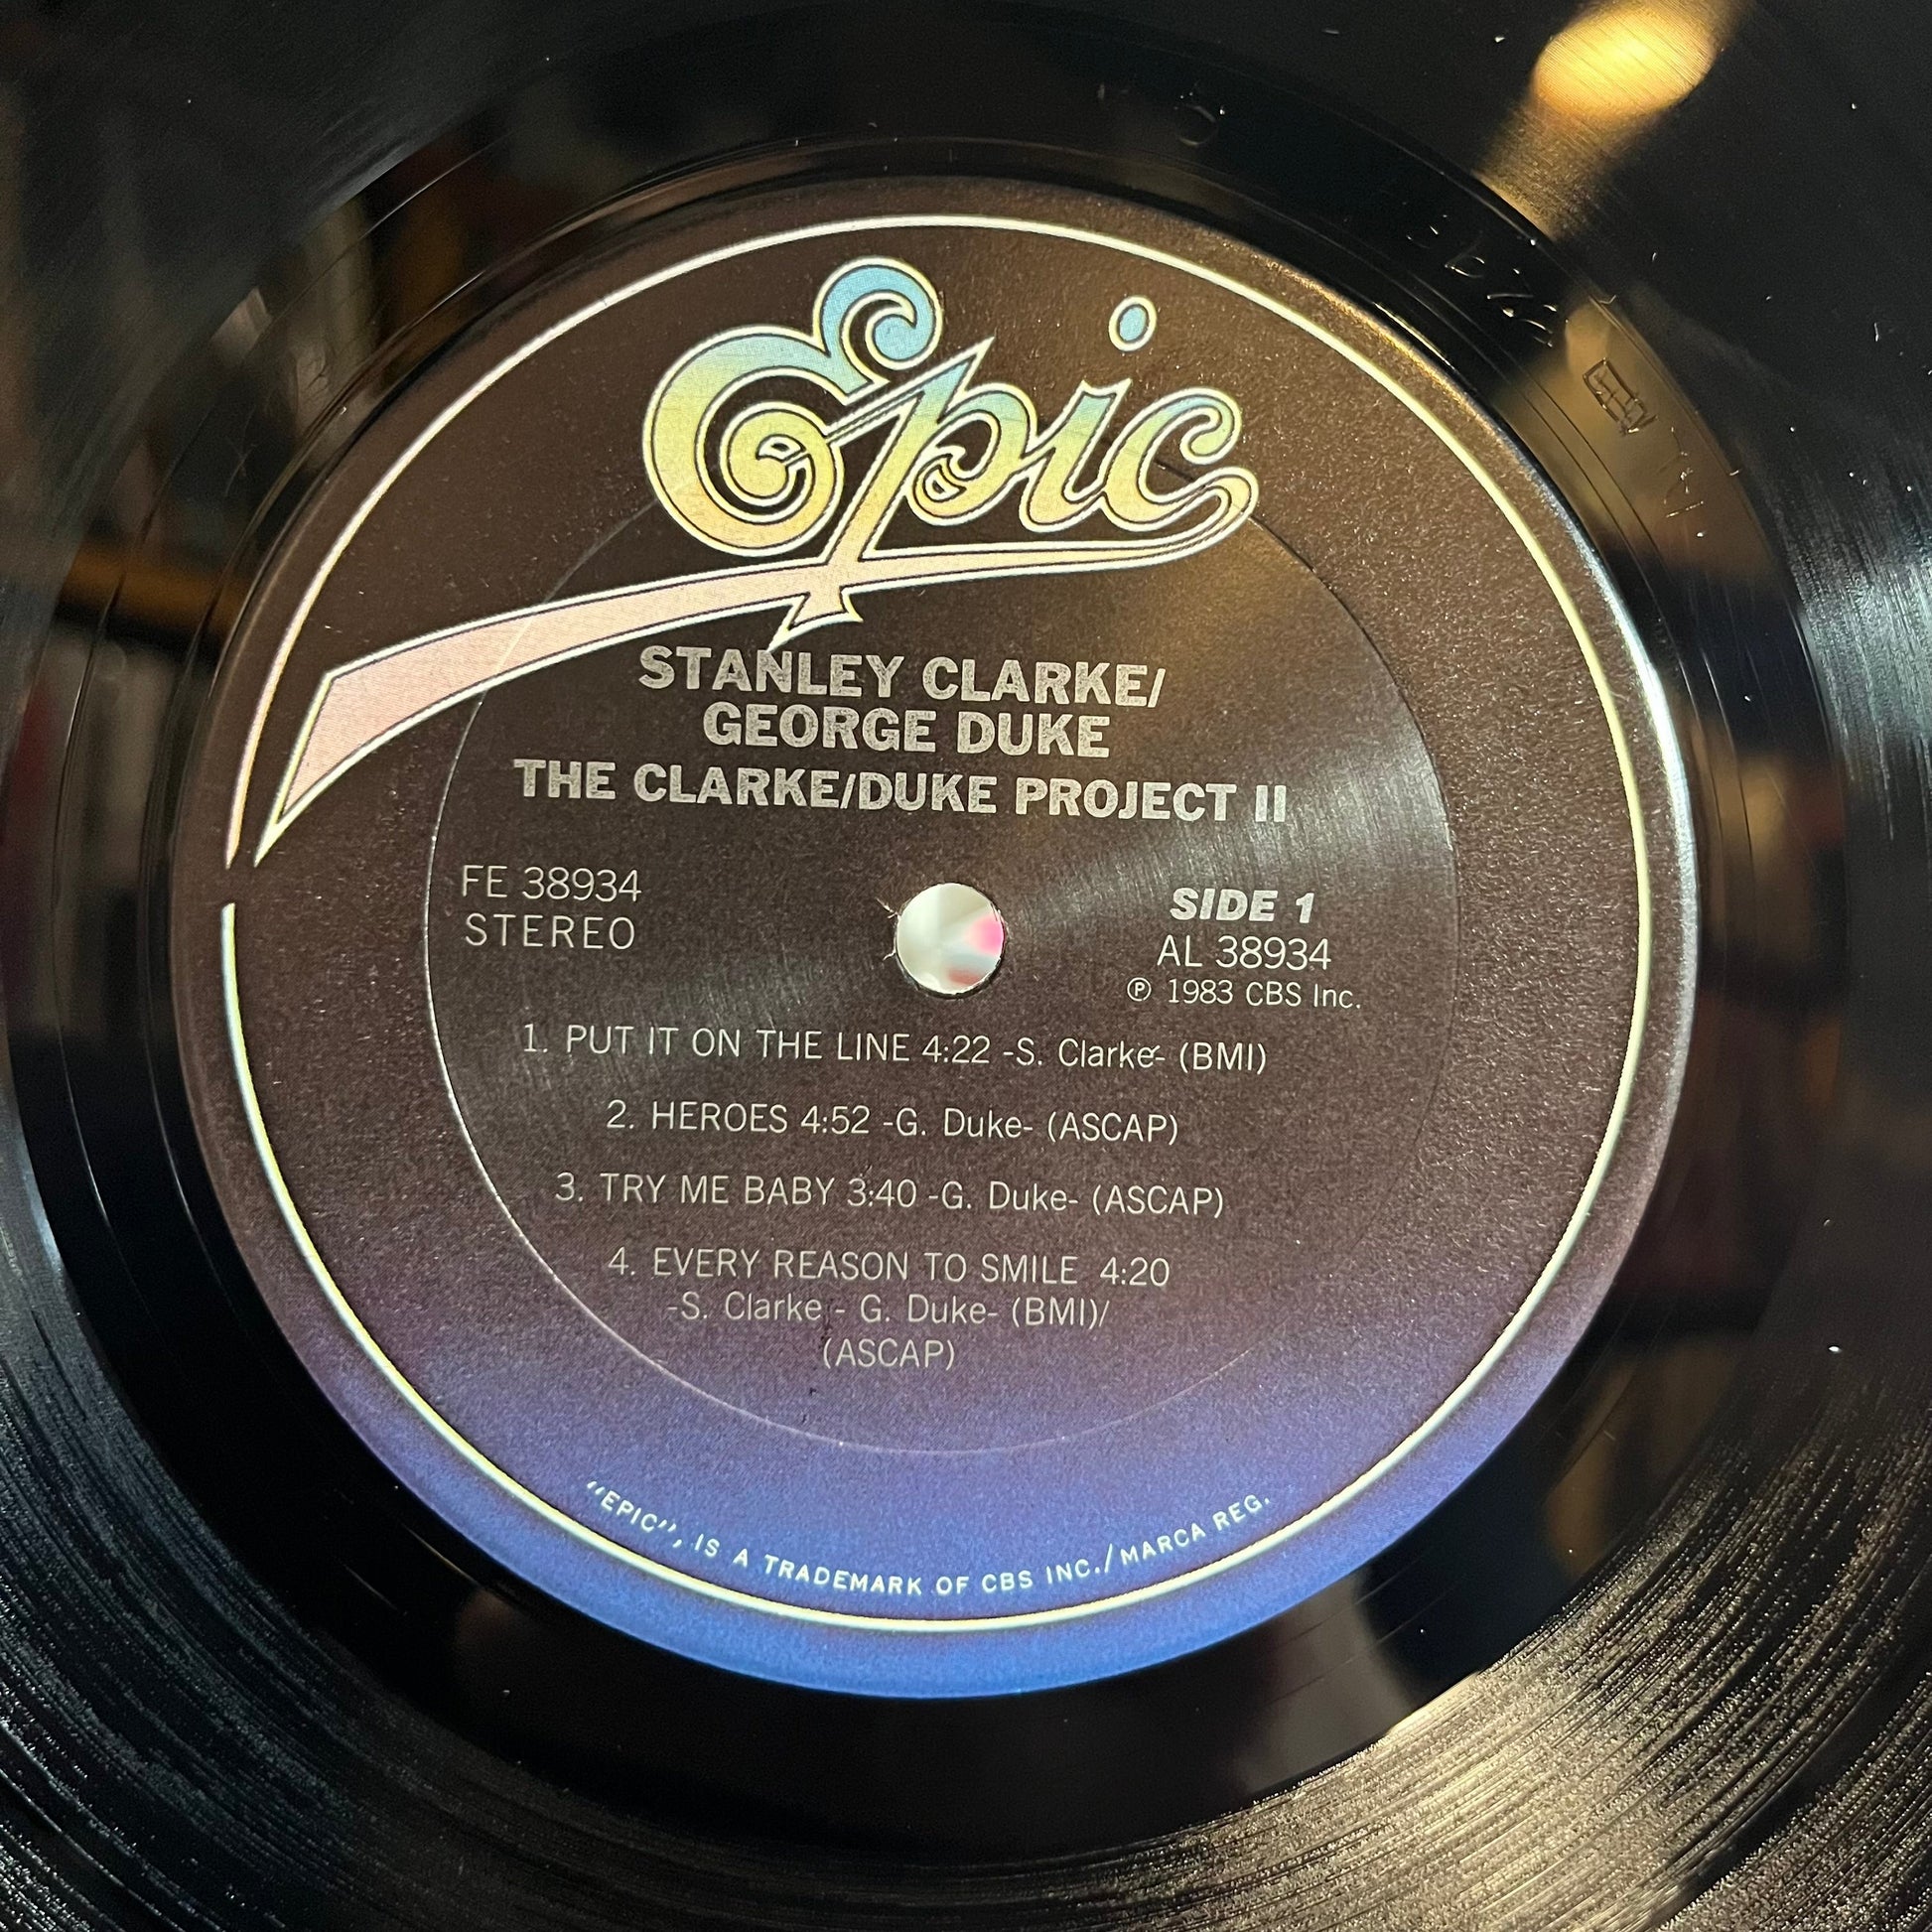 Epic
STANLEY CLARKE/
GEORGE DUKE
THE CLARKE/DUKE PROJECT II
FE 38934
STEREO
SIDE 1
AL 38934
℗ 1983 CBS Inc.
1. PUT IT ON THE LINE 4:22 -S. Clarke- (BMI)
2. HEROES 4:52 -G. Duke- (ASCAP)
3. TRY ME BABY 3:40 -G. Duke- (ASCAP)
4. EVERY REASON TO SMILE 4:20
-S. Clarke - G. Duke- (BMI)/
(ASCAP)
"EPIC", IS A TRADEMARK OF CBS INC./MARCA REG.